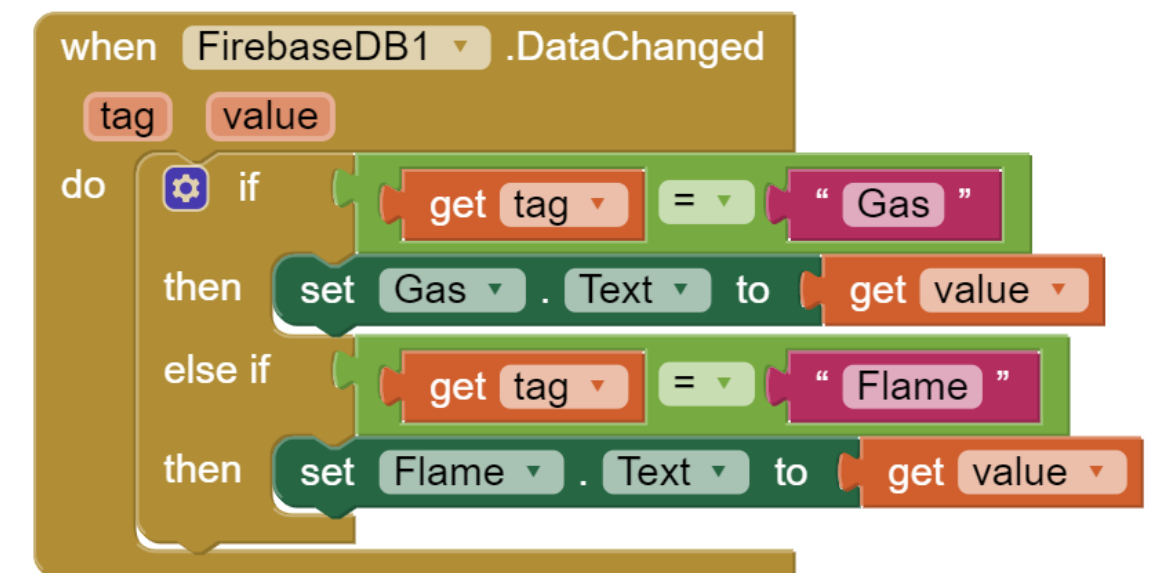 when FirebaseDB1 .DataChanged
tag value
do if get tag = “ Gas ”
then set Gas . Text to get value
else if get tag = “ Flame ”
then set Flame . Text to get value